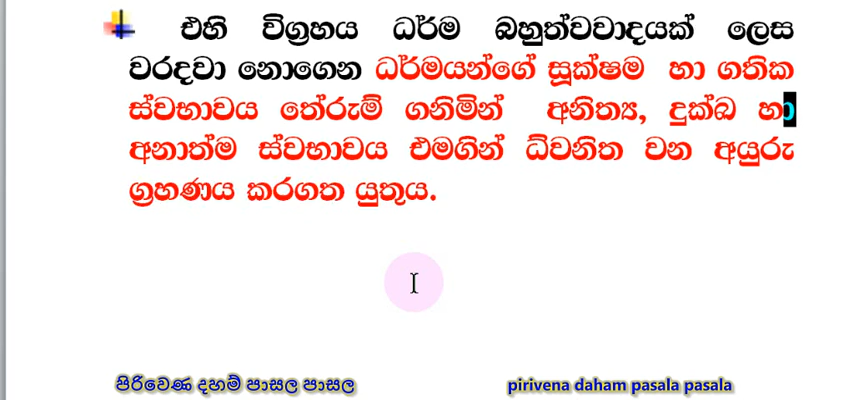 එහි විග්‍රහය ධර්ම බහුත්වවාදයක් ලෙස
වරදවා නොගෙන ධර්මයන්ගේ සූක්ෂම හා ගතික
ස්වභාවය තේරුම් ගනිමින් අනිත්‍ය, දුක්ඛ හා
අනාත්ම ස්වභාවය එමගින් ධ්වනිත වන අයුරු
ග්‍රහණය කරගත යුතුය.
පිරිවෙණ දහම් පාසල පාසල
pirivena daham pasala pasala